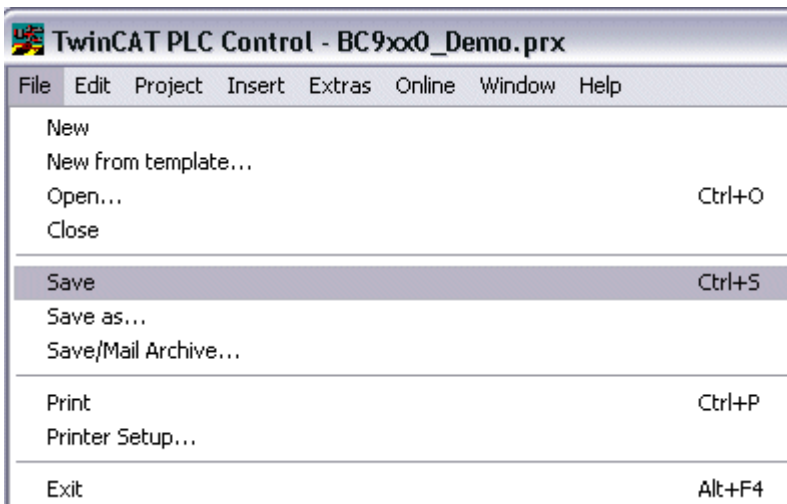 TwinCAT PLC Control - BC9xx0_Demo.prx
File Edit Project Insert Extras Online Window Help
New
New from template...
Open... Ctrl+O
Close
Save Ctrl+S
Save as...
Save/Mail Archive...
Print Ctrl+P
Printer Setup...
Exit Alt+F4